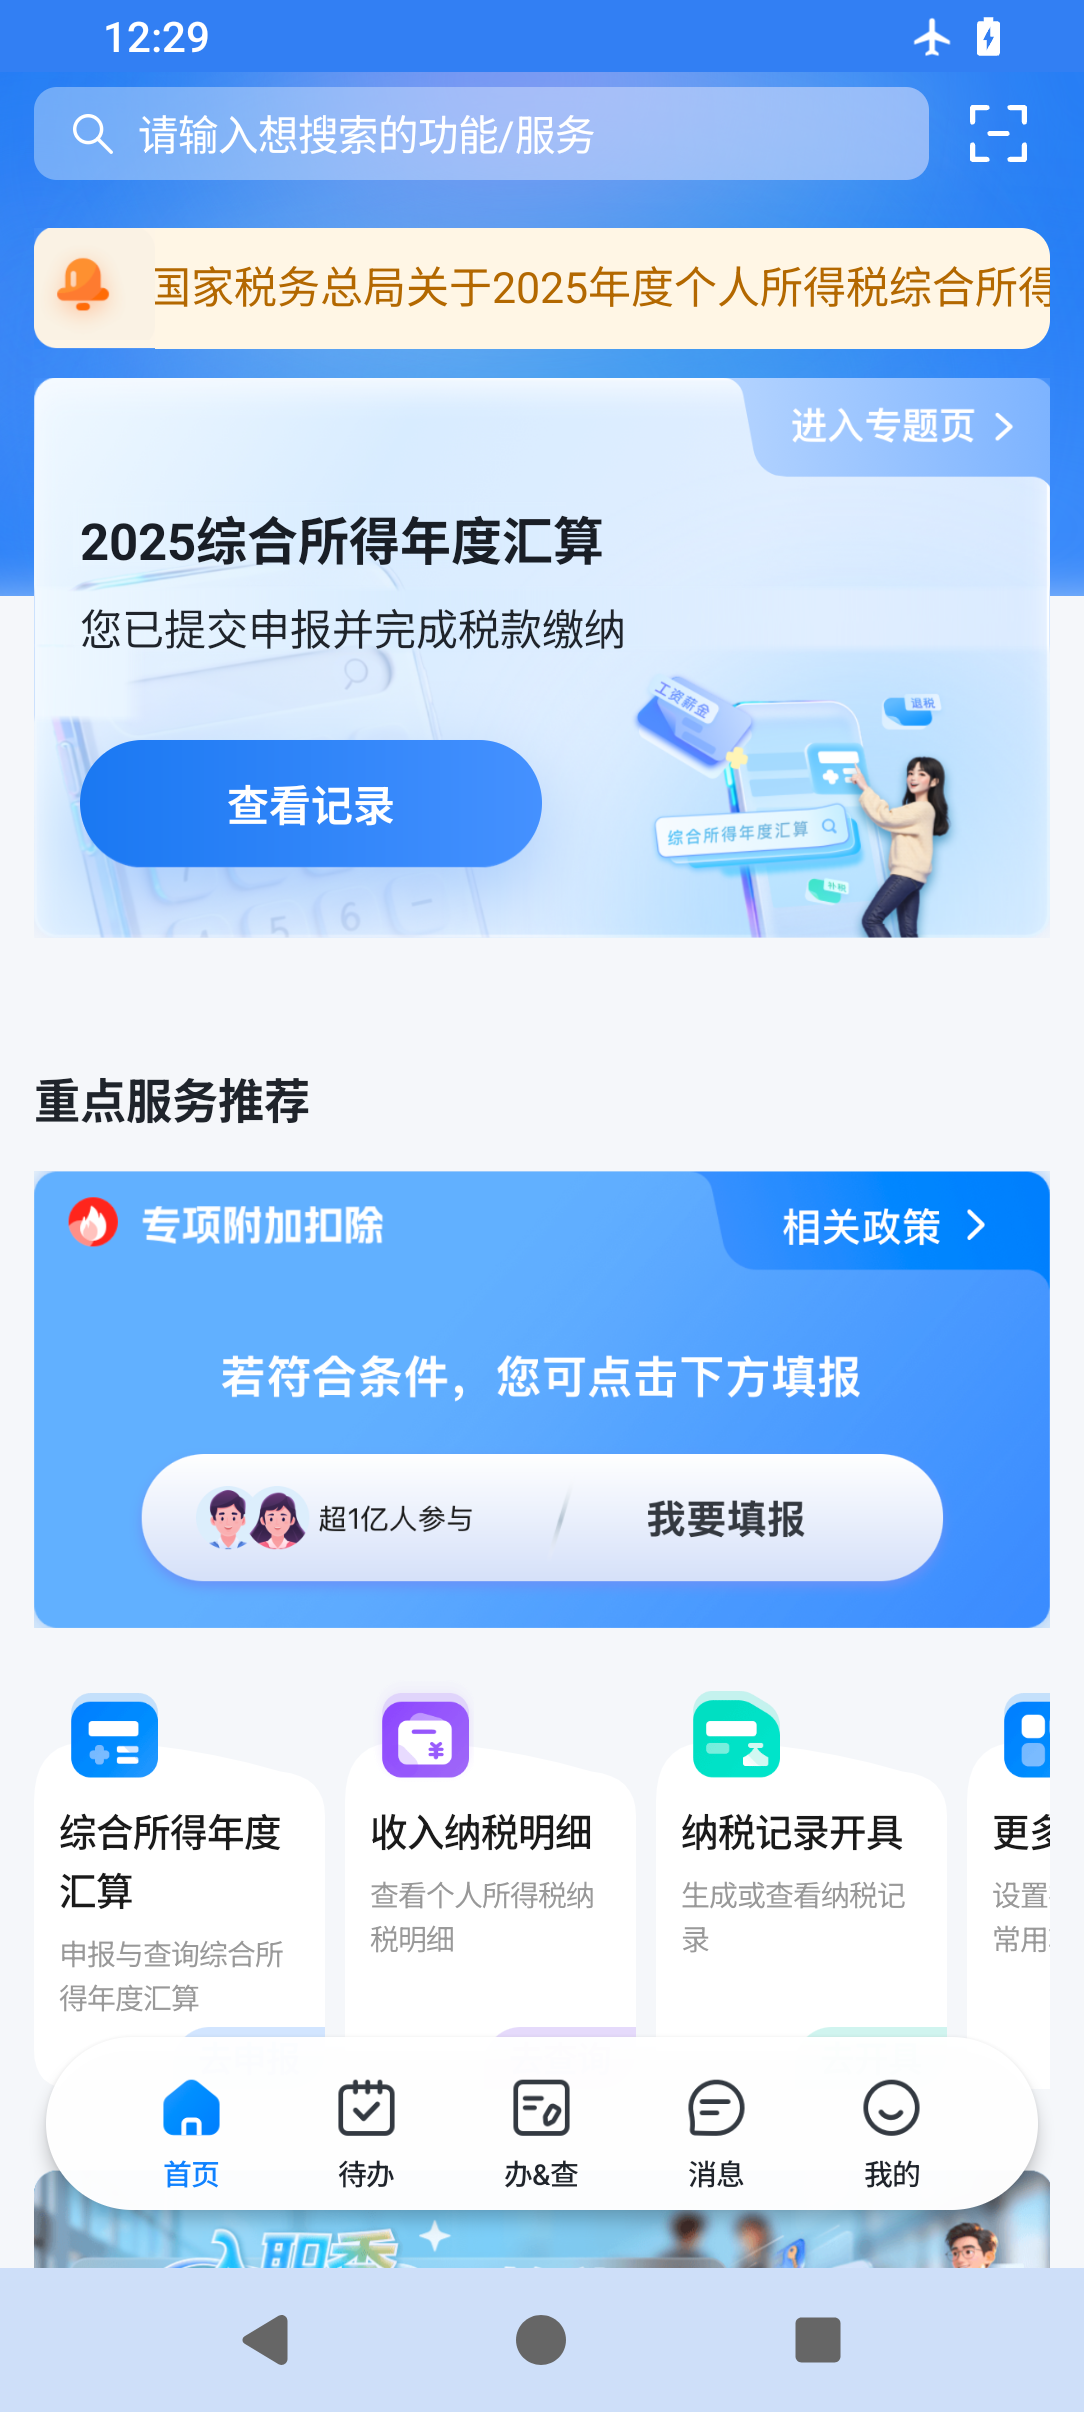 12:29
请输入想搜索的功能/服务
国家税务总局关于2025年度个人所得税综合所得
进入专题页
2025综合所得年度汇算
您已提交申报并完成税款缴纳
工资薪金
退税
查看记录
综合所得年度汇算
补税
5 6
重点服务推荐
专项附加扣除
相关政策
若符合条件，您可点击下方填报
超1亿人参与
我要填报
综合所得年度
汇算
申报与查询综合所
得年度汇算
收入纳税明细
查看个人所得税纳
税明细
纳税记录开具
生成或查看纳税记
录
更多
设置
常用
首页
待办
办&查
消息
我的
入职季